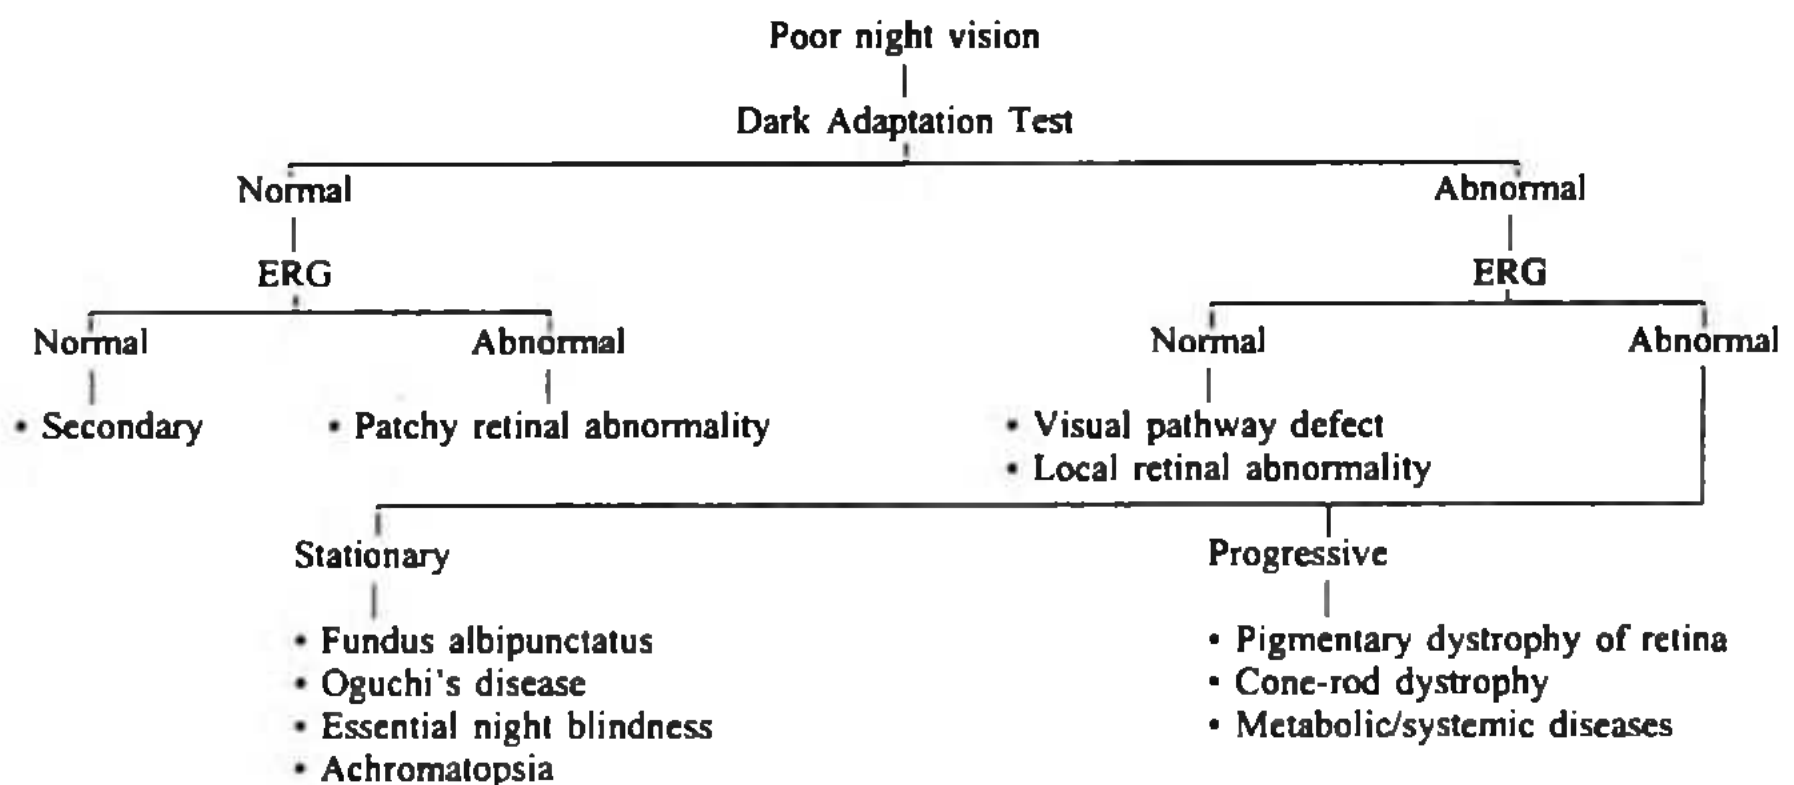 Poor night vision
Dark Adaptation Test
Normal Abnormal
ERG ERG
Normal Abnormal Normal Abnormal
• Secondary • Patchy retinal abnormality • Visual pathway defect
• Local retinal abnormality
Stationary Progressive
• Fundus albipunctatus • Pigmentary dystrophy of retina
• Oguchi's disease • Cone-rod dystrophy
• Essential night blindness • Metabolic/systemic diseases
• Achromatopsia